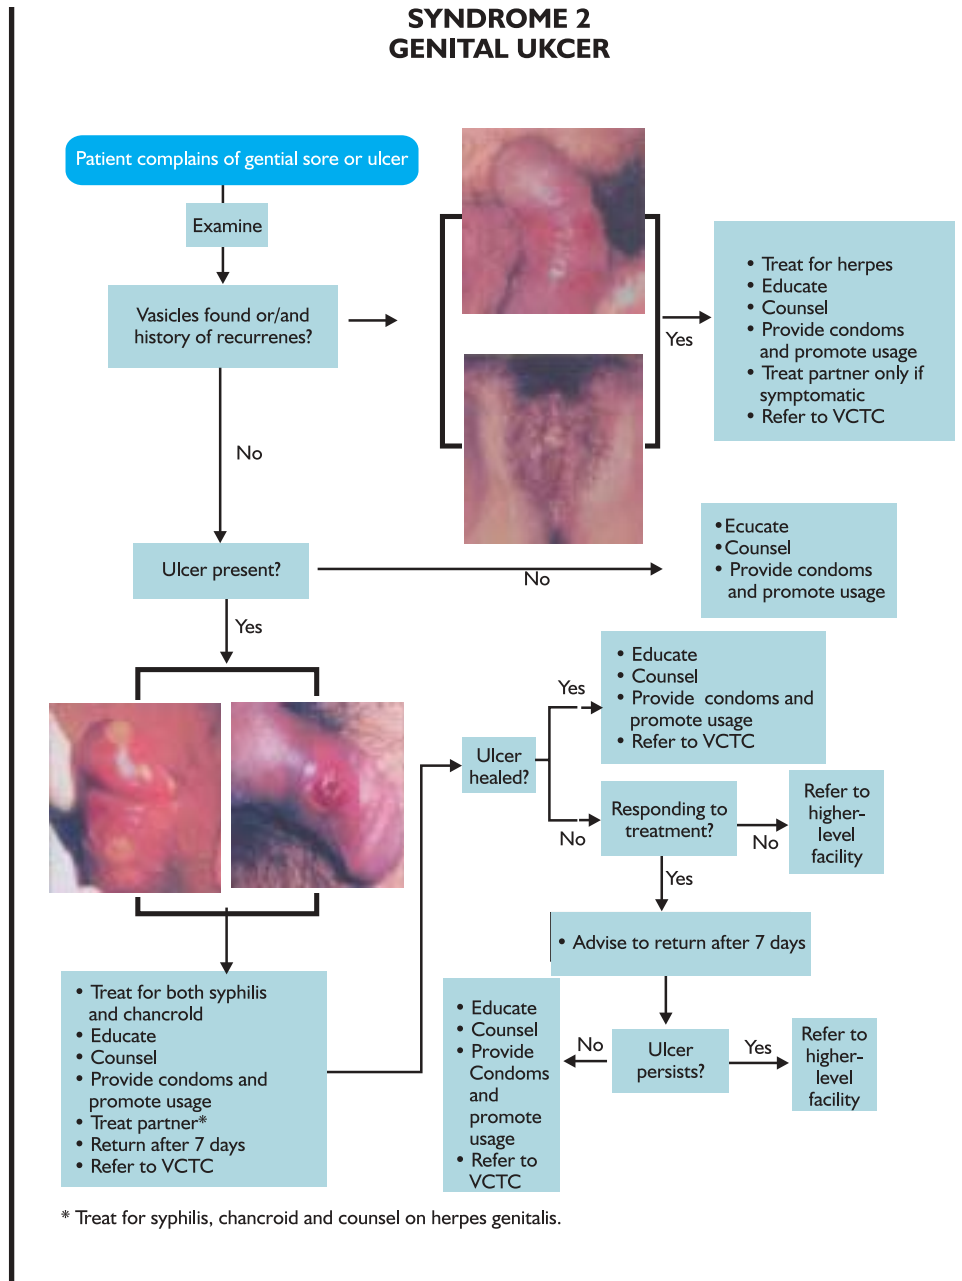 SYNDROME 2
GENITAL UKCER
Patient complains of gential sore or ulcer
Examine
Vasicles found or/and
history of recurrenes?
Yes
• Treat for herpes
• Educate
• Counsel
• Provide condoms
and promote usage
• Treat partner only if
symptomatic
• Refer to VCTC
No
Ulcer present?
No
•Ecucate
•Counsel
• Provide condoms
and promote usage
Yes
• Treat for both syphilis
and chancrold
• Educate
• Counsel
• Provide condoms and
promote usage
• Treat partner*
• Return after 7 days
• Refer to VCTC
Ulcer
healed?
Yes
• Educate
• Counsel
• Provide condoms and
promote usage
• Refer to VCTC
No
Responding to
treatment?
No
Refer to
higher-
level
facility
Yes
• Advise to return after 7 days
Ulcer
persists?
No
• Educate
• Counsel
• Provide
Condoms
and
promote
usage
• Refer to
VCTC
Yes
Refer to
higher-
level
facility
* Treat for syphilis, chancroid and counsel on herpes genitalis.